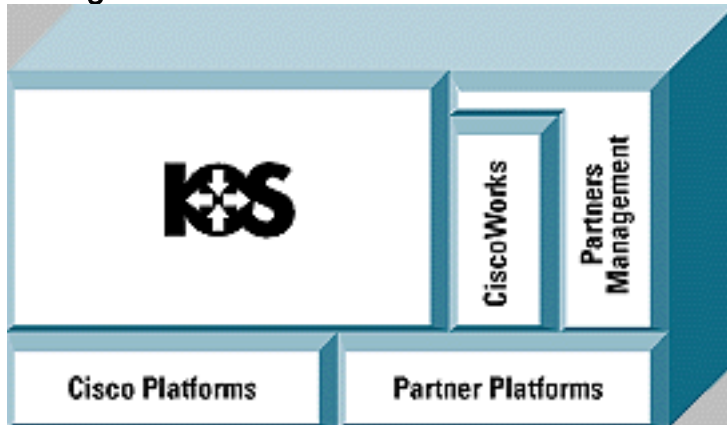 IOS
CiscoWorks
Partners
Management
Cisco Platforms
Partner Platforms